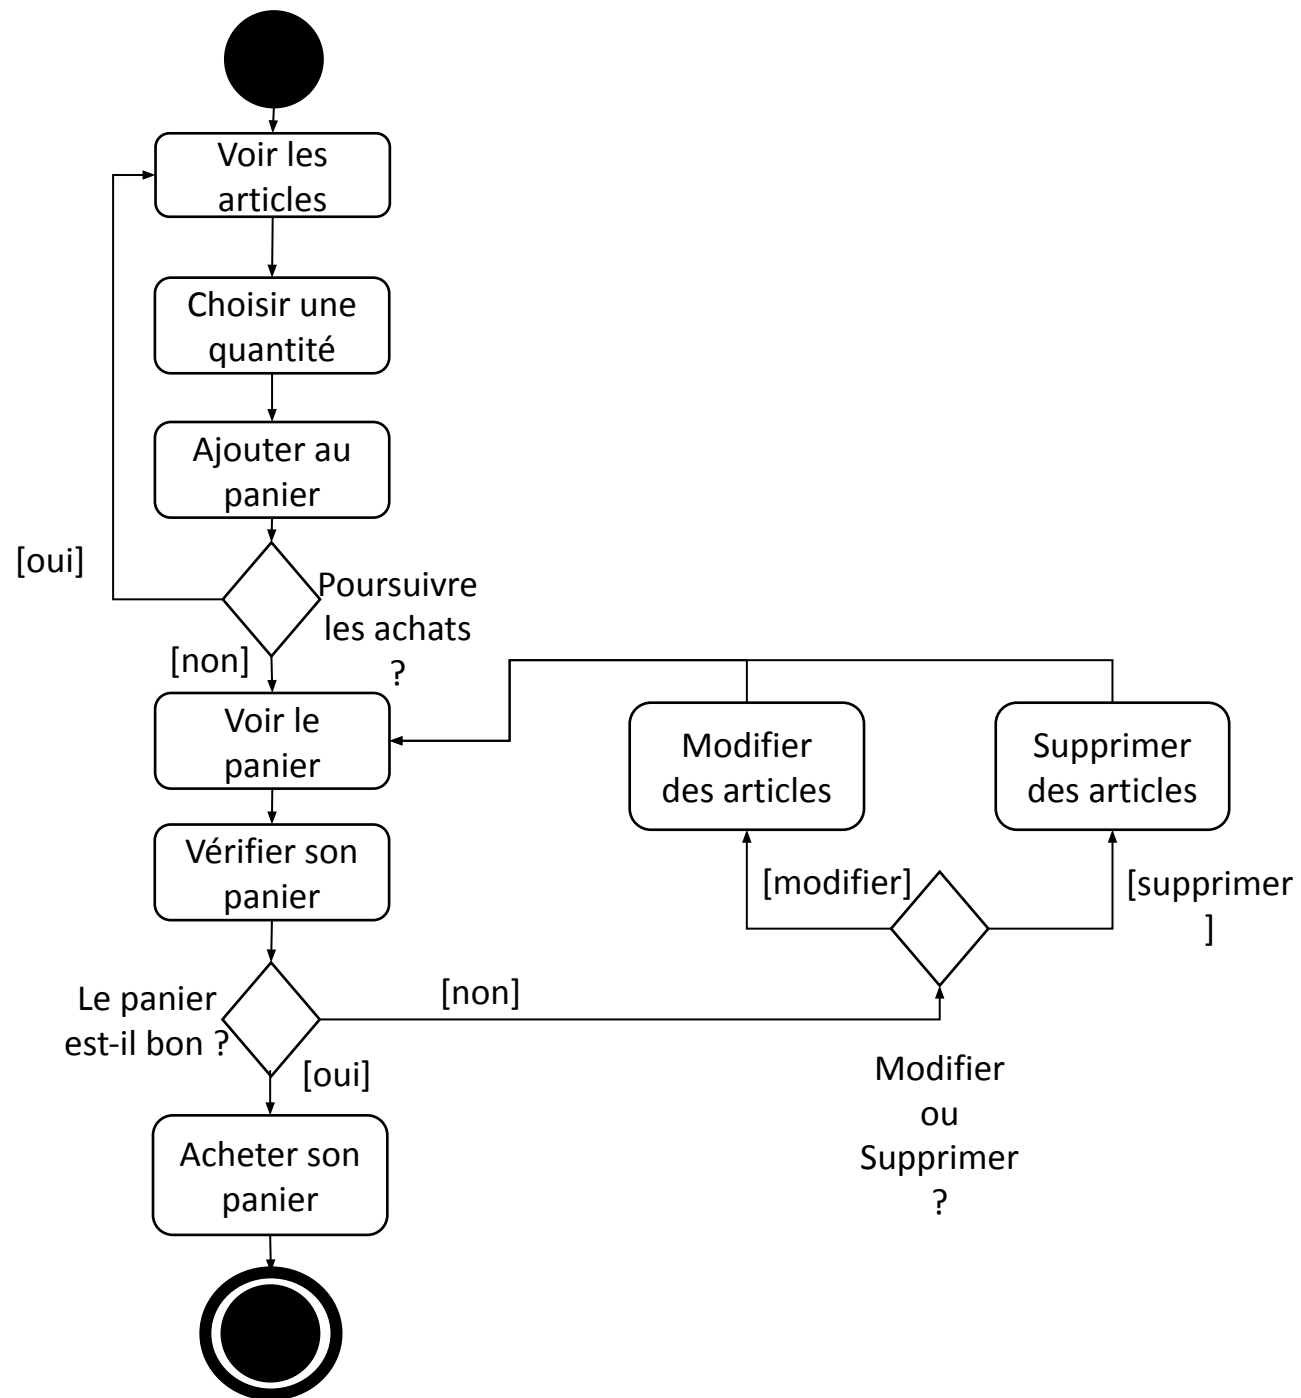 Voir les
articles
Choisir une
quantité
Ajouter au
panier
[oui]
Poursuivre
les achats
?
[non]
Voir le
panier
Modifier
des articles
Supprimer
des articles
Vérifier son
panier
[modifier]
[supprimer
]
Le panier
est-il bon ?
[non]
[oui]
Modifier
ou
Supprimer
?
Acheter son
panier